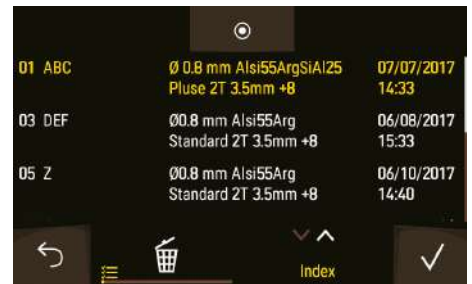 01 ABC Ø 0.8 mm Alsi55ArgSiAl25 07/07/2017
Pluse 2T 3.5mm +8 14:33
03 DEF Ø0.8 mm Alsi55Arg 06/08/2017
Standard 2T 3.5mm +8 15:33
05 Z Ø0.8 mm Alsi55Arg 06/10/2017
Standard 2T 3.5mm +8 14:40
Index